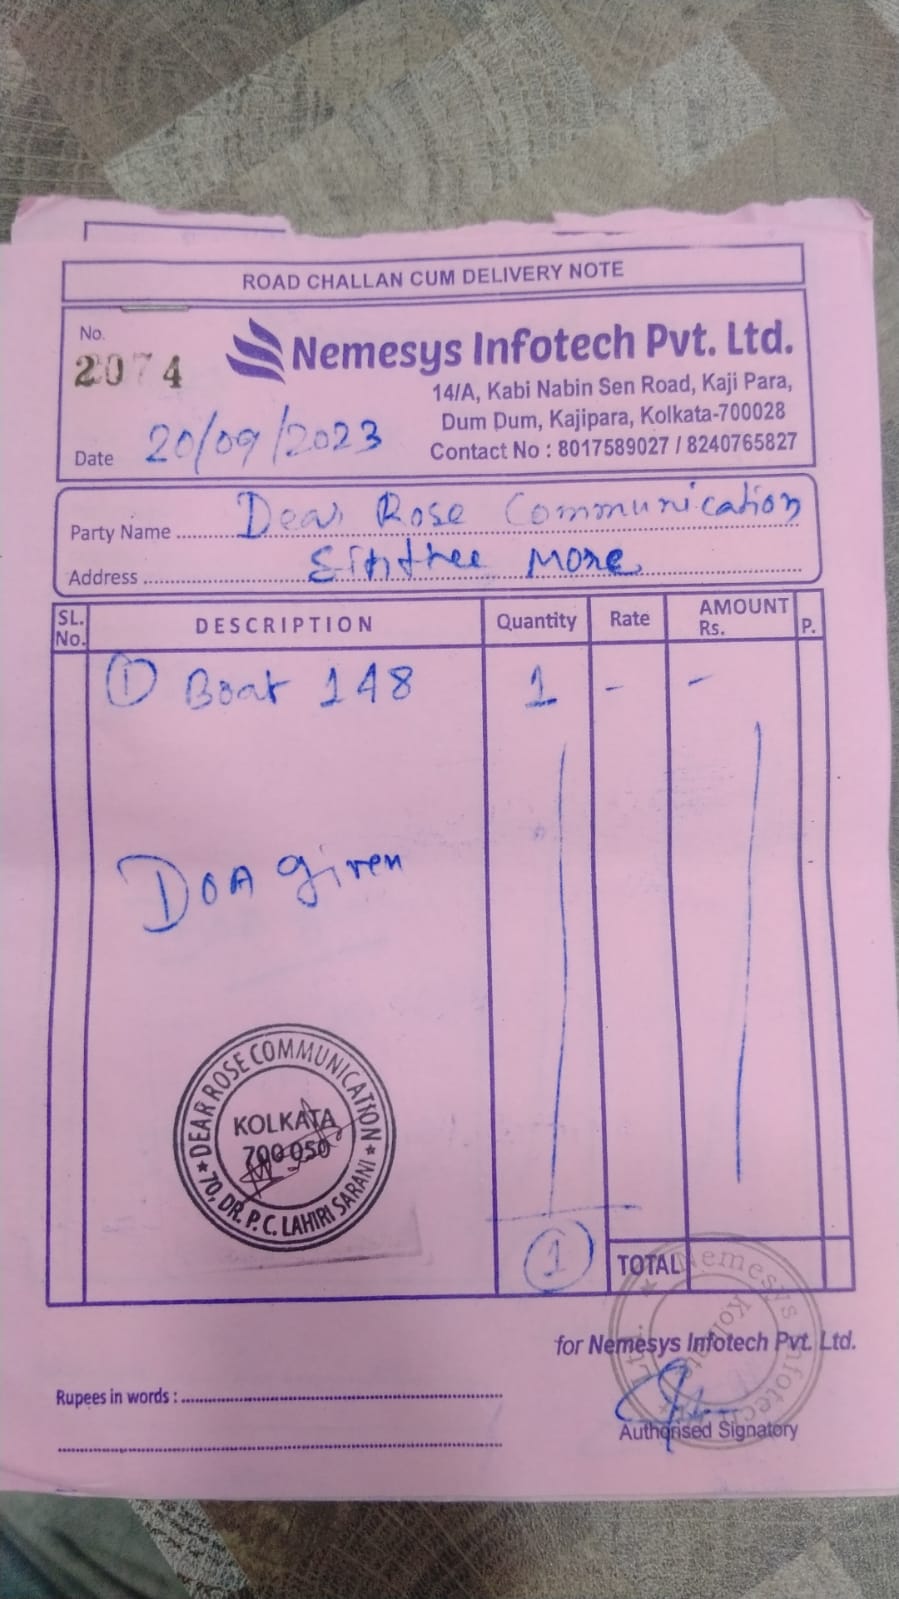 ROAD CHALLAN CUM DELIVERY NOTE
No.
2074
Nemesys Infotech Pvt. Ltd.
14/A, Kabi Nabin Sen Road, Kaji Para,
Dum Dum, Kajipara, Kolkata-700028
Contact No : 8017589027 / 8240765827
Date 20/09/2023
Party Name Dear Rose Communication
Address Sinthee More
SL. No. DESCRIPTION Quantity Rate AMOUNT Rs. P.
① Boat 148 1 - -
DOA given
★ DEAR ROSE COMMUNICATION ★
KOLKATA
700 050
70, DR. P. C. LAHIRI SARANI
1
TOTAL
Nemesys Infotech Pvt. Ltd. ★
Kolkata
for Nemesys Infotech Pvt. Ltd.
Rupees in words :
Authorised Signatory